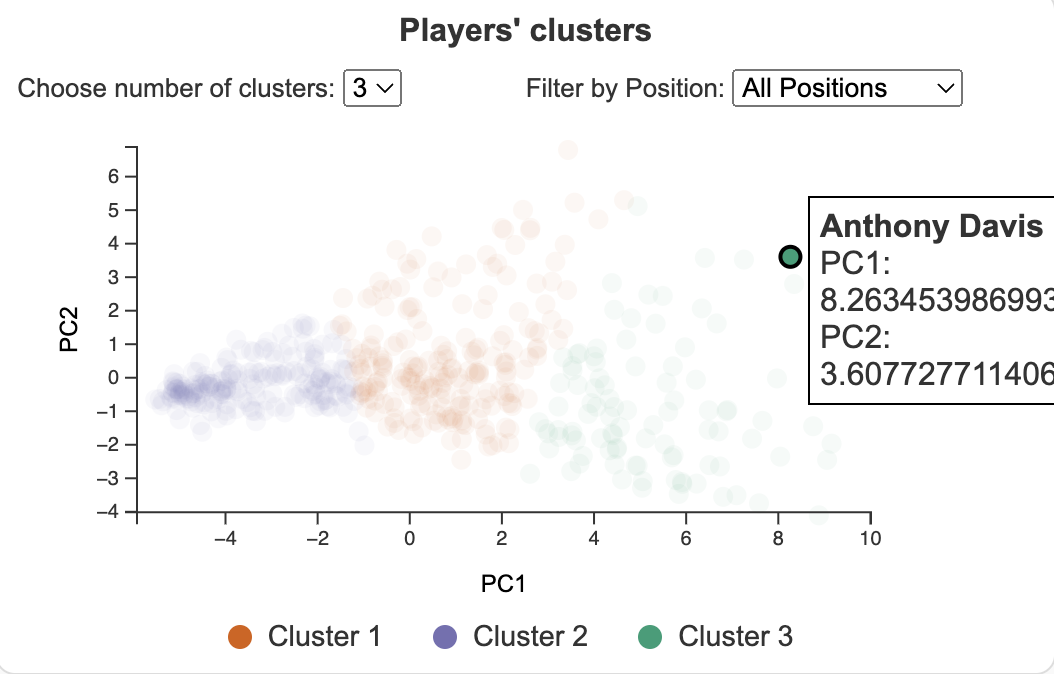 Players' clusters
Choose number of clusters: 3 Filter by Position: All Positions
6
5
4
3
2
1
0
−1
−2
−3
−4
PC2
Anthony Davis
PC1:
8.263453986993
PC2:
3.607727711406
−4 −2 0 2 4 6 8 10
PC1
Cluster 1 Cluster 2 Cluster 3